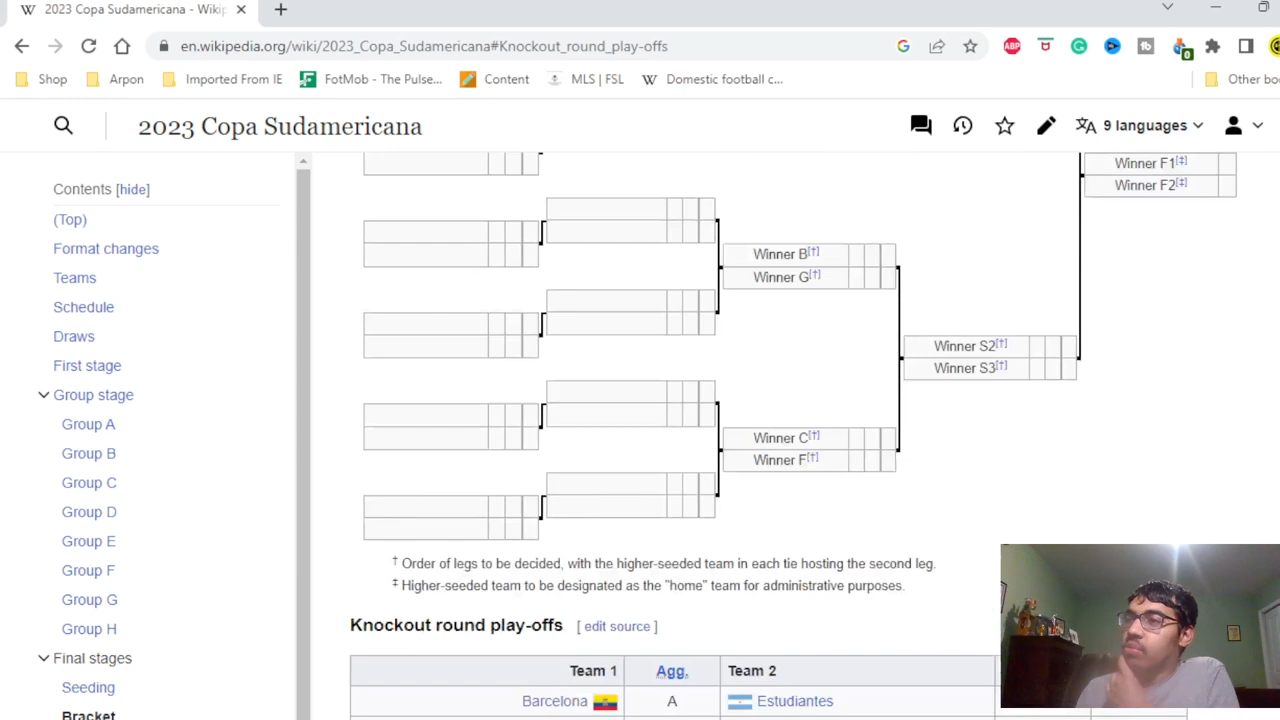 2023 Copa Sudamericana - Wikip
en.wikipedia.org/wiki/2023_Copa_Sudamericana#Knockout_round_play-offs
ABP
0
Shop
Arpon
Imported From IE
FotMob - The Pulse...
Content
MLS | FSL
Domestic football c...
Other boo
2023 Copa Sudamericana
9 languages
Contents [hide]
(Top)
Format changes
Teams
Schedule
Draws
First stage
Group stage
Group A
Group B
Group C
Group D
Group E
Group F
Group G
Group H
Final stages
Seeding
Bracket
Winner F1[‡]
Winner F2[‡]
Winner B[†]
Winner G[†]
Winner S2[†]
Winner S3[†]
Winner C[†]
Winner F[†]
† Order of legs to be decided, with the higher-seeded team in each tie hosting the second leg.
‡ Higher-seeded team to be designated as the "home" team for administrative purposes.
Knockout round play-offs [ edit source ]
Team 1 Agg. Team 2
Barcelona A Estudiantes